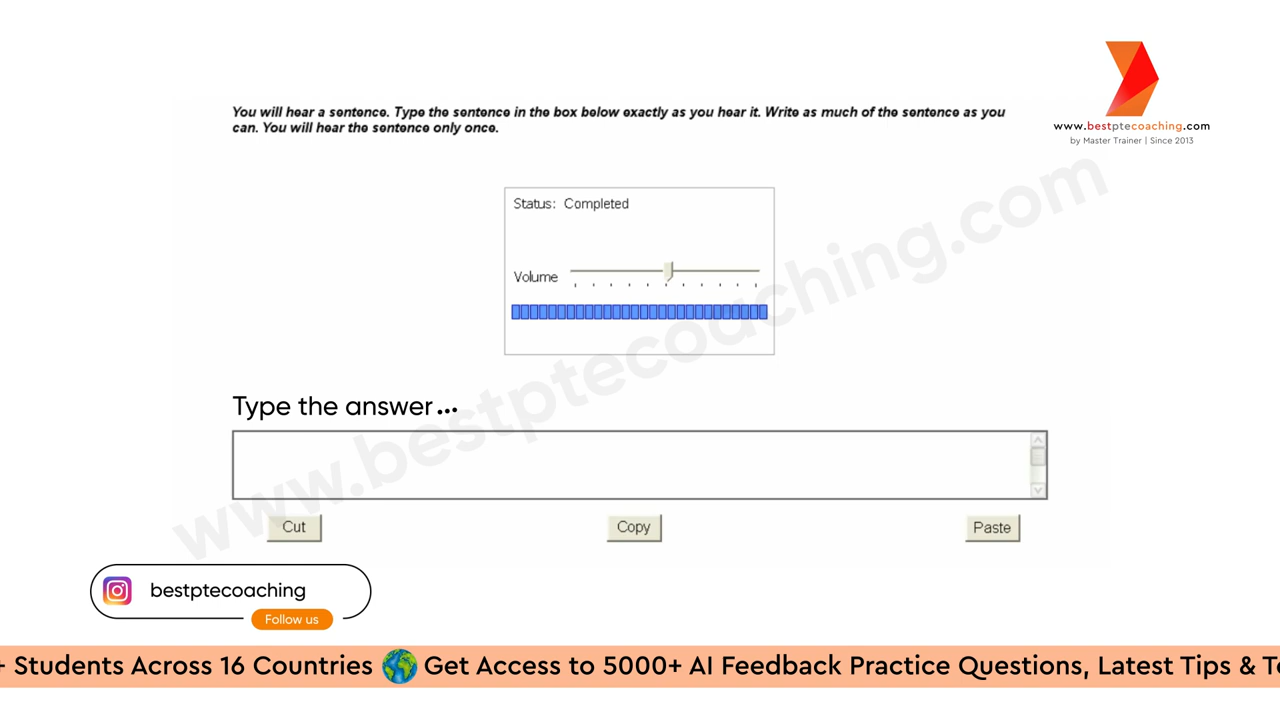 You will hear a sentence. Type the sentence in the box below exactly as you hear it. Write as much of the sentence as you
can. You will hear the sentence only once.
www.bestptecoaching.com
by Master Trainer | Since 2013
Status: Completed
Volume
www.bestptecoaching.com
Type the answer...
Cut
Copy
Paste
bestptecoaching
Follow us
+ Students Across 16 Countries 🌍 Get Access to 5000+ AI Feedback Practice Questions, Latest Tips &